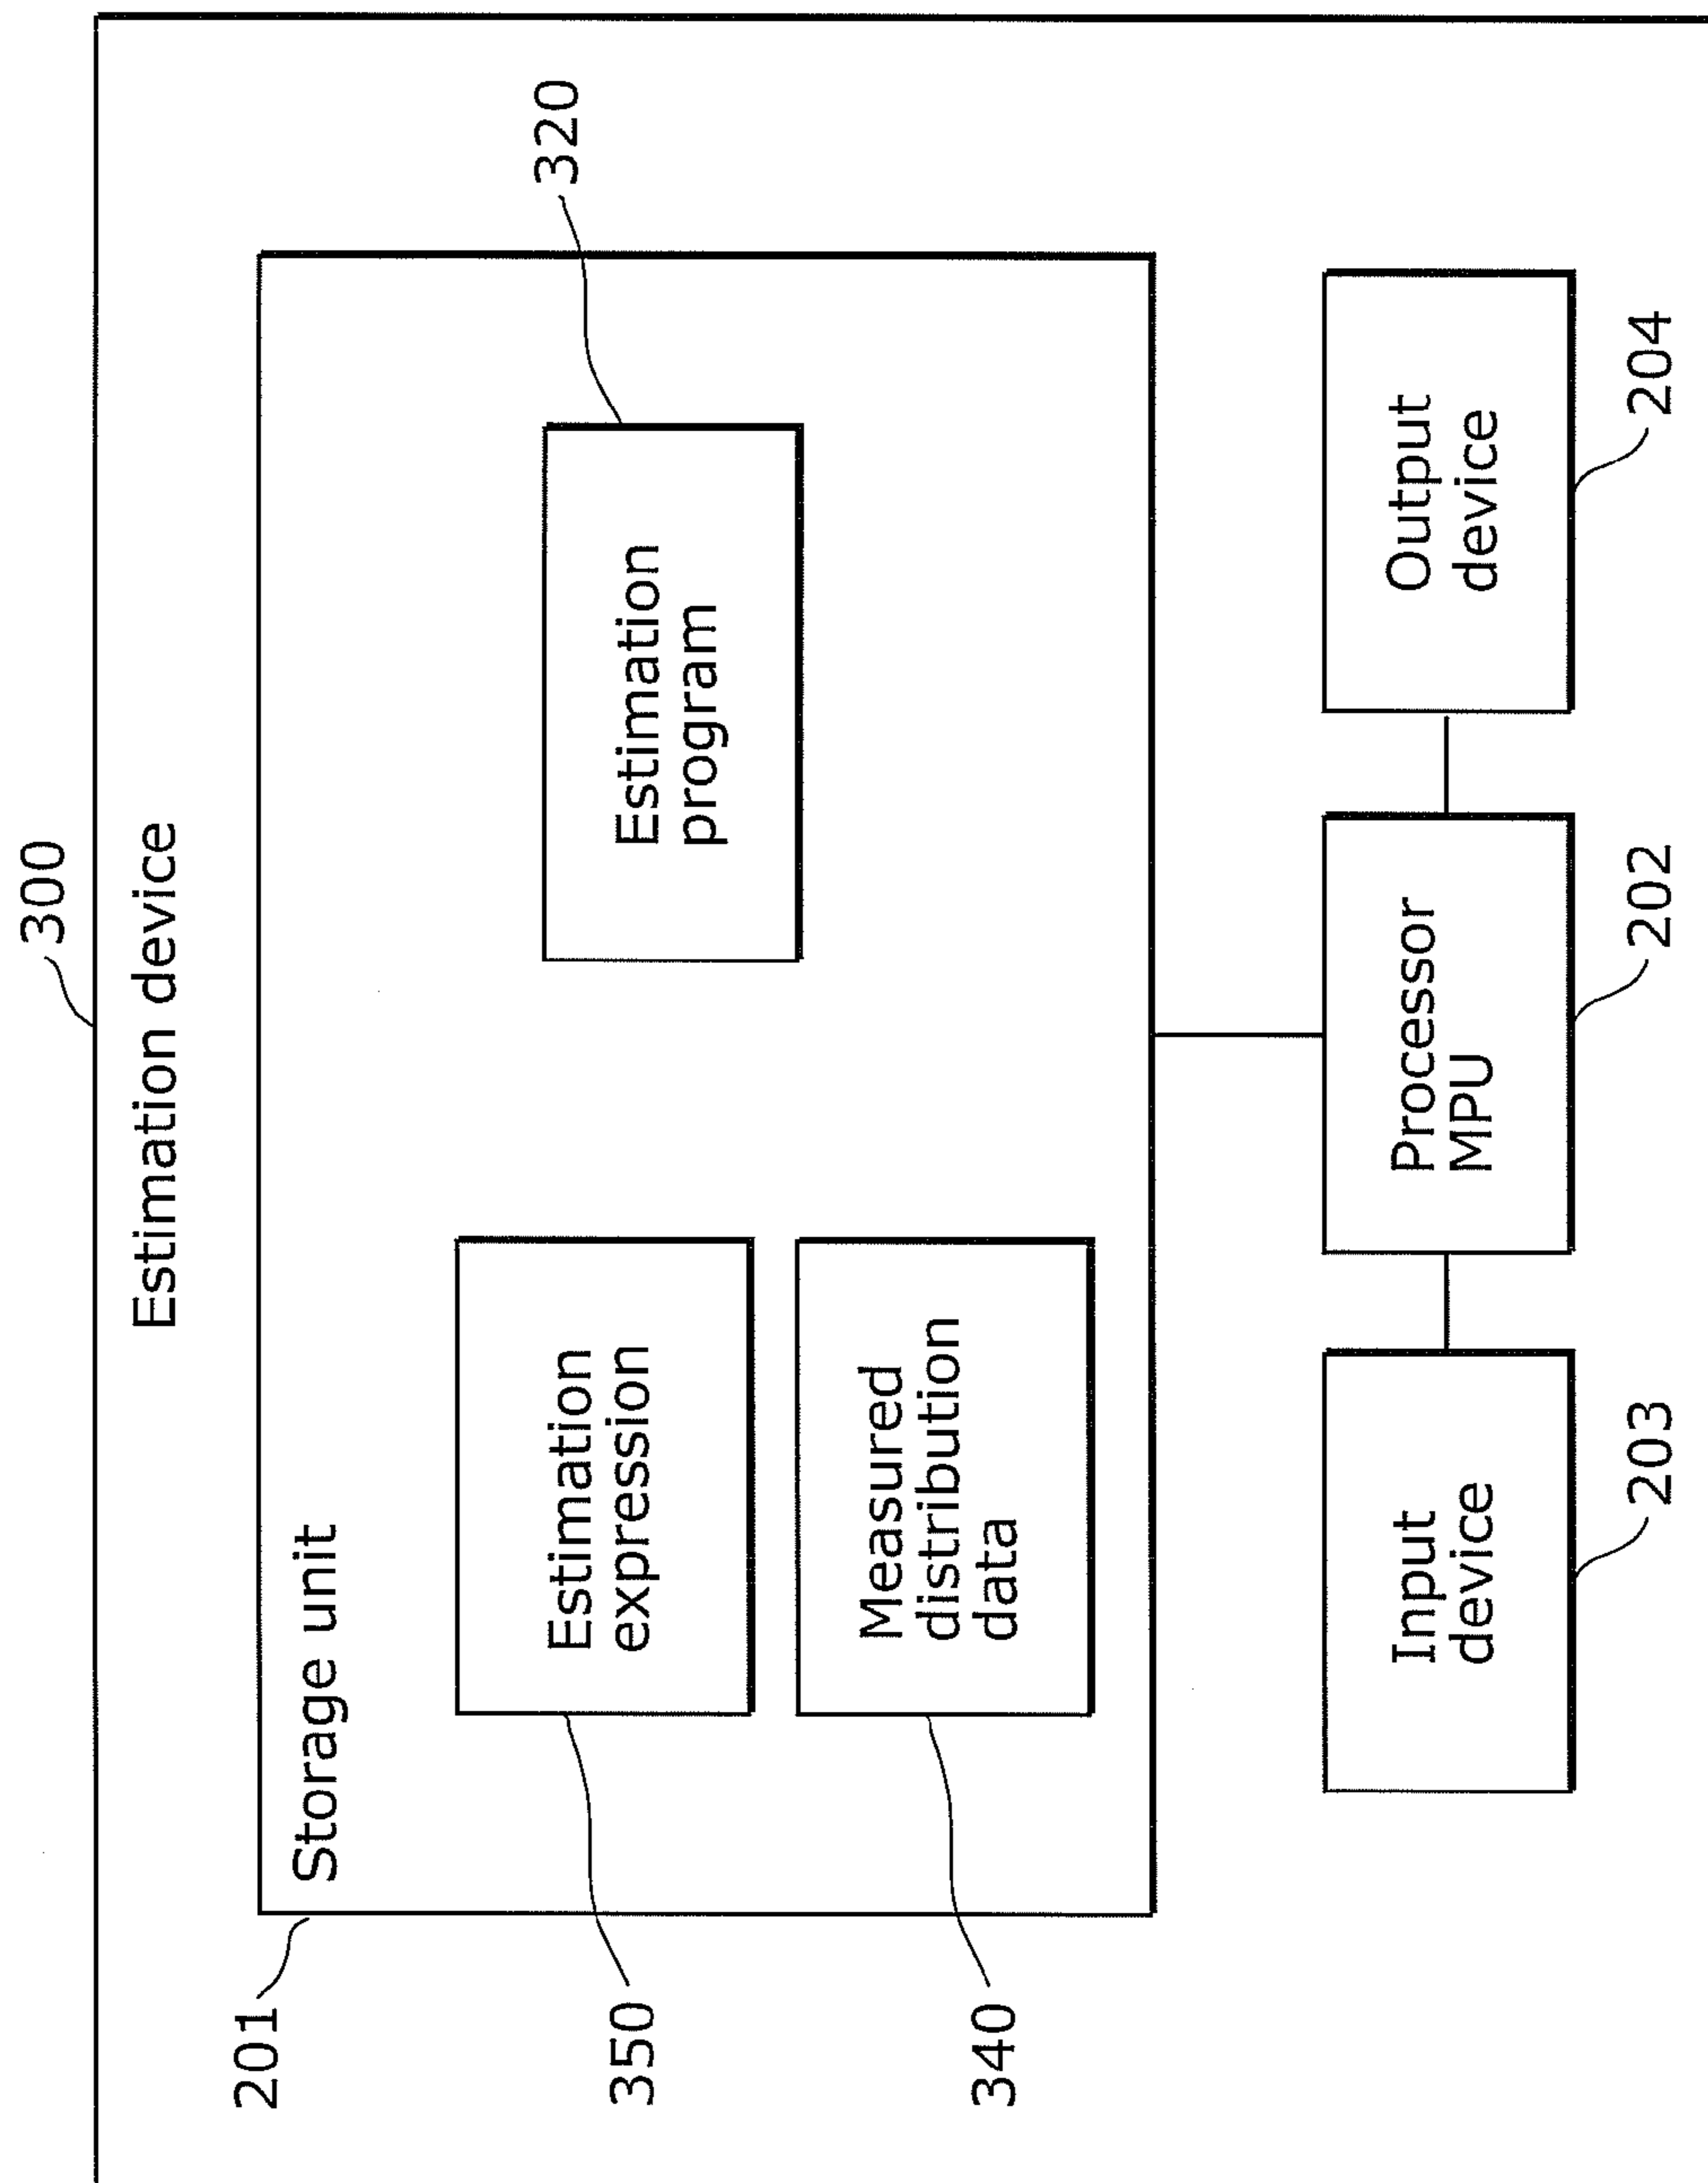 300
Estimation device
201
Storage unit
350
Estimation
expression
320
Estimation
program
340
Measured
distribution
data
Input
device
203
Processor
MPU
202
Output
device
204